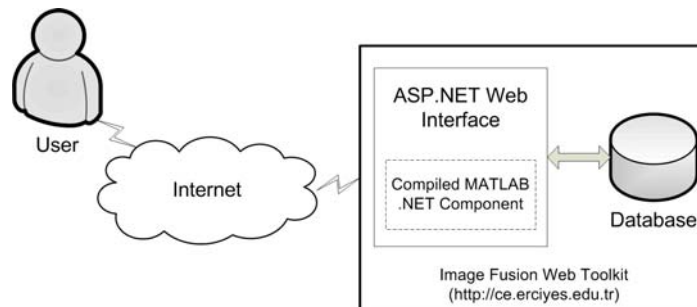 User
Internet
ASP.NET Web
Interface
Compiled MATLAB
.NET Component
Database
Image Fusion Web Toolkit
(http://ce.erciyes.edu.tr)